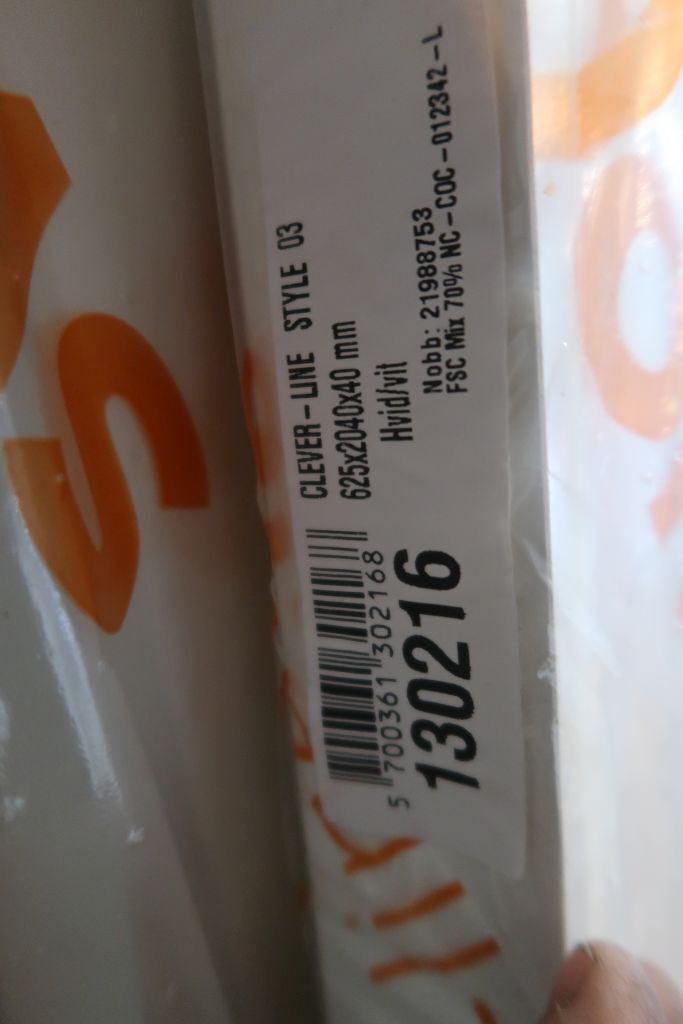 CLEVER-LINE STYLE 03
625x2040x40 mm
Hvid/vit
Nobb: 21988753
FSC Mix 70% NC-COC-012342-L
5 700361 302168
130216